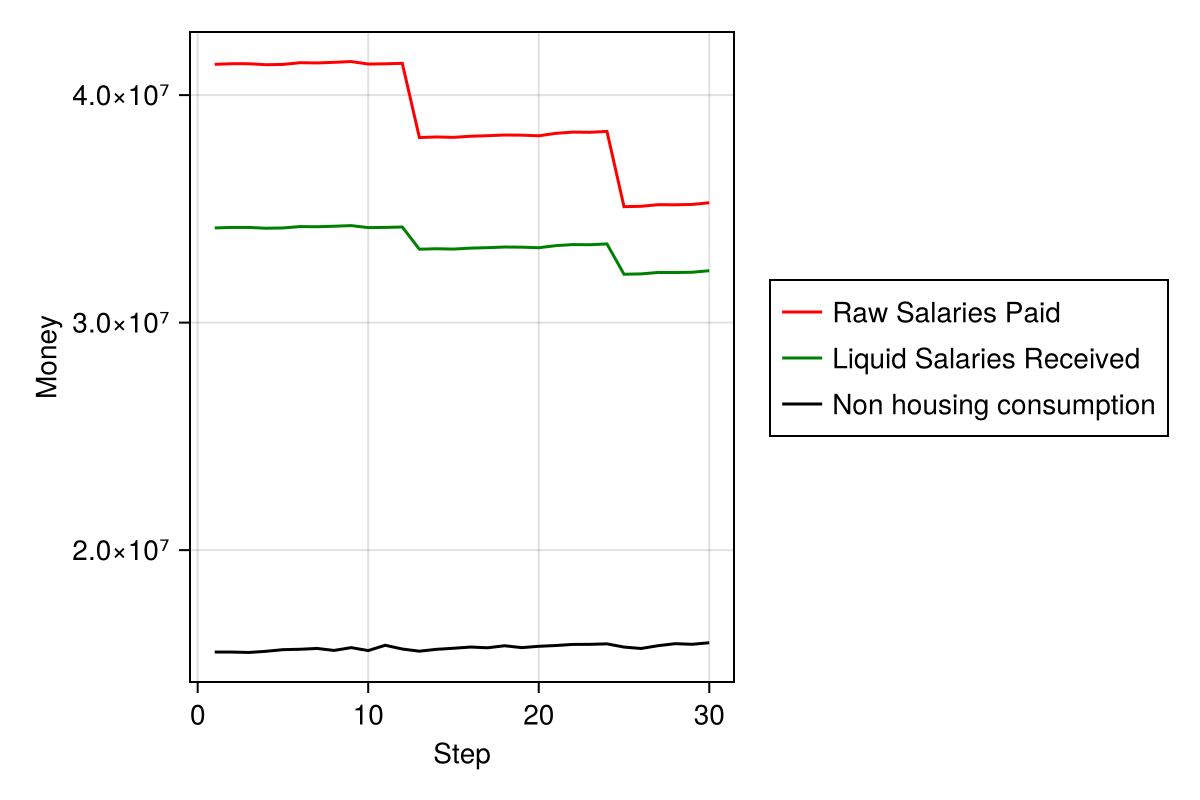 4.0×10⁷
3.0×10⁷
2.0×10⁷
Money
0 10 20 30
Step
Raw Salaries Paid
Liquid Salaries Received
Non housing consumption